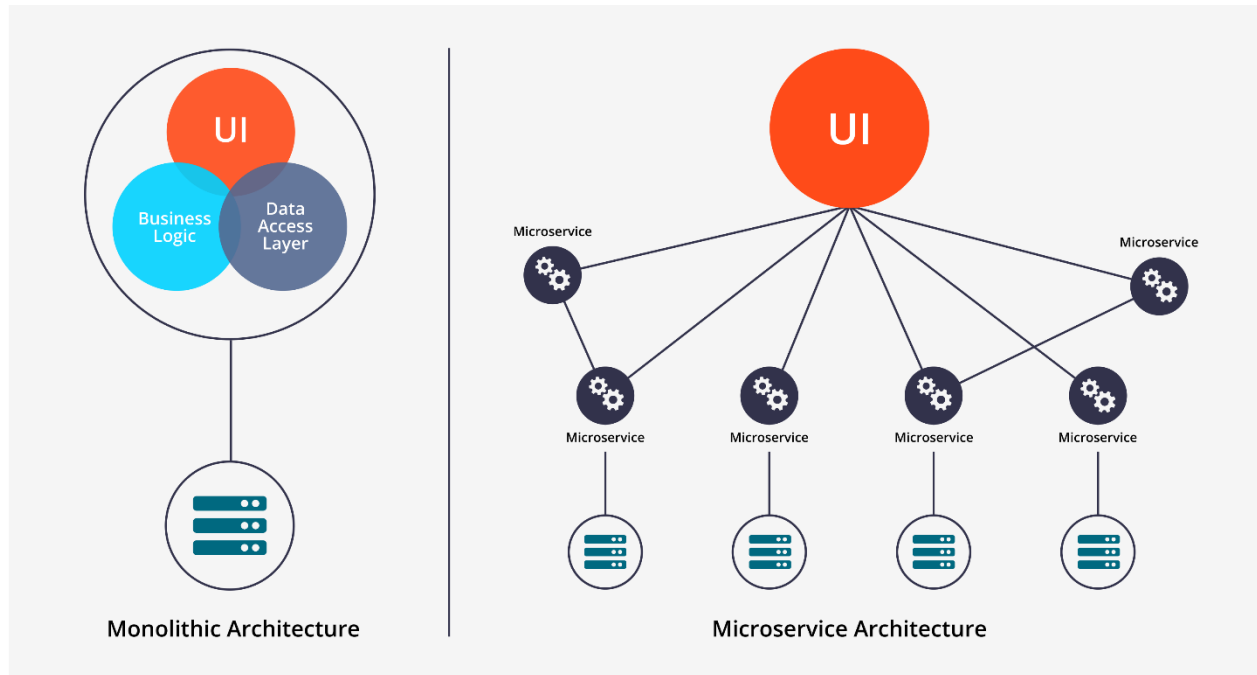 UI
Business
Logic
Data
Access
Layer
Monolithic Architecture
UI
Microservice
Microservice
Microservice
Microservice
Microservice
Microservice
Microservice Architecture